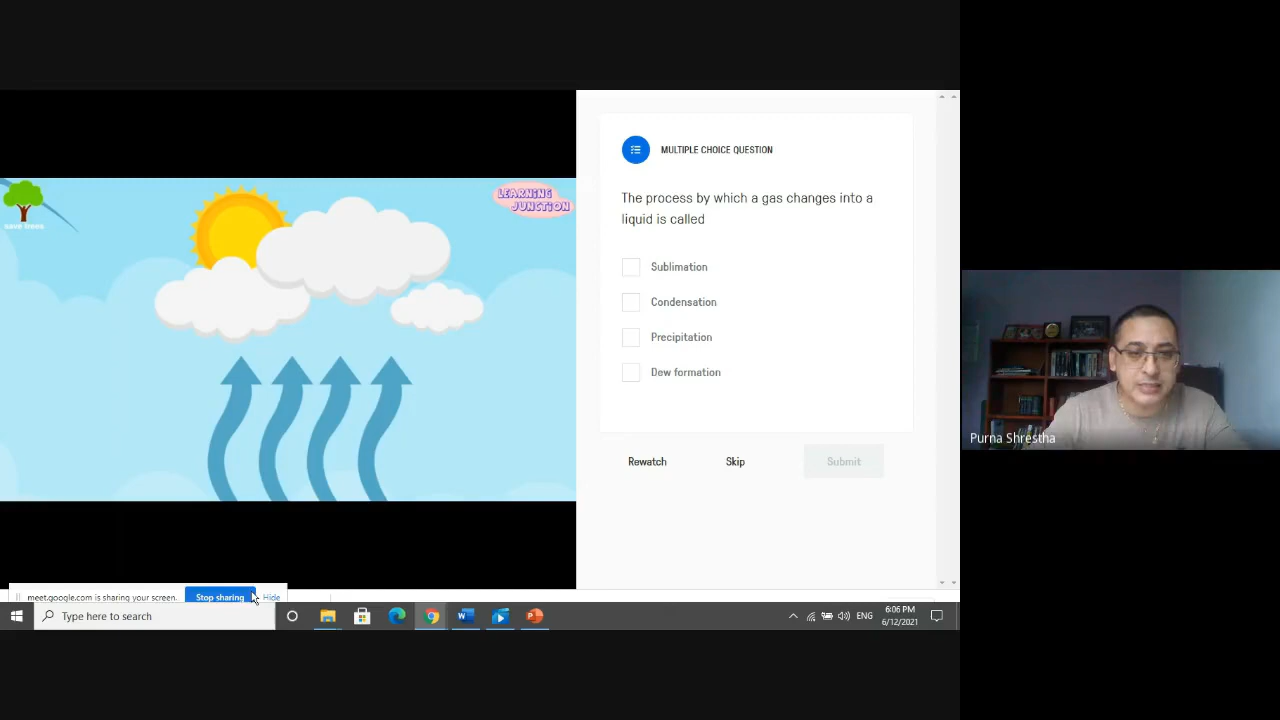 save trees
LEARNING
JUNCTION
MULTIPLE CHOICE QUESTION
The process by which a gas changes into a
liquid is called
Sublimation
Condensation
Precipitation
Dew formation
Rewatch Skip Submit
Purna Shrestha
meet.google.com is sharing your screen. Stop sharing Hide
Type here to search
ENG
6:06 PM
6/12/2021